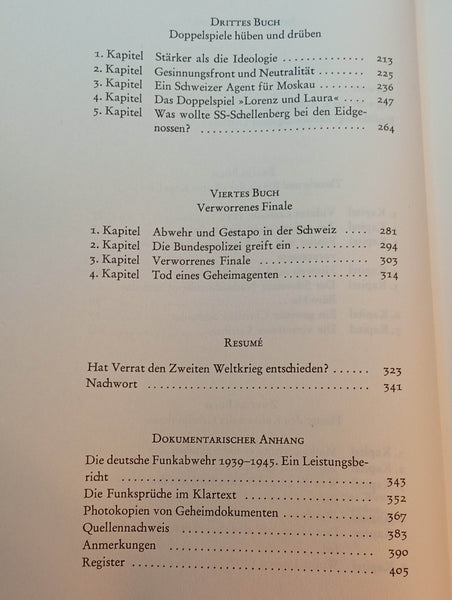 Drittes Buch
Doppelspiele hüben und drüben
1. Kapitel Stärker als die Ideologie . . . . . . . . . . . . . 213
2. Kapitel Gesinnungsfront und Neutralität . . . . . . . . . 225
3. Kapitel Ein Schweizer Agent für Moskau . . . . . . . . 236
4. Kapitel Das Doppelspiel »Lorenz und Laura« . . . . . 247
5. Kapitel Was wollte SS-Schellenberg bei den Eidge-
nossen? . . . . . . . . . . . . . . . . . . . . . 264
Viertes Buch
Verworrenes Finale
1. Kapitel Abwehr und Gestapo in der Schweiz . . . . 281
2. Kapitel Die Bundespolizei greift ein . . . . . . . . . . . 294
3. Kapitel Verworrenes Finale . . . . . . . . . . . . . . . 303
4. Kapitel Tod eines Geheimagenten . . . . . . . . . . . . 314
Resumé
Hat Verrat den Zweiten Weltkrieg entschieden? . . . . . . 323
Nachwort . . . . . . . . . . . . . . . . . . . . . . . . . 341
Dokumentarischer Anhang
Die deutsche Funkabwehr 1939–1945. Ein Leistungsbe-
richt . . . . . . . . . . . . . . . . . . . . . . . . . . . 343
Die Funksprüche im Klartext . . . . . . . . . . . . . . . 352
Photokopien von Geheimdokumenten . . . . . . . . . . 367
Quellennachweis . . . . . . . . . . . . . . . . . . . . . 383
Anmerkungen . . . . . . . . . . . . . . . . . . . . . . . 390
Register . . . . . . . . . . . . . . . . . . . . . . . . . . 405